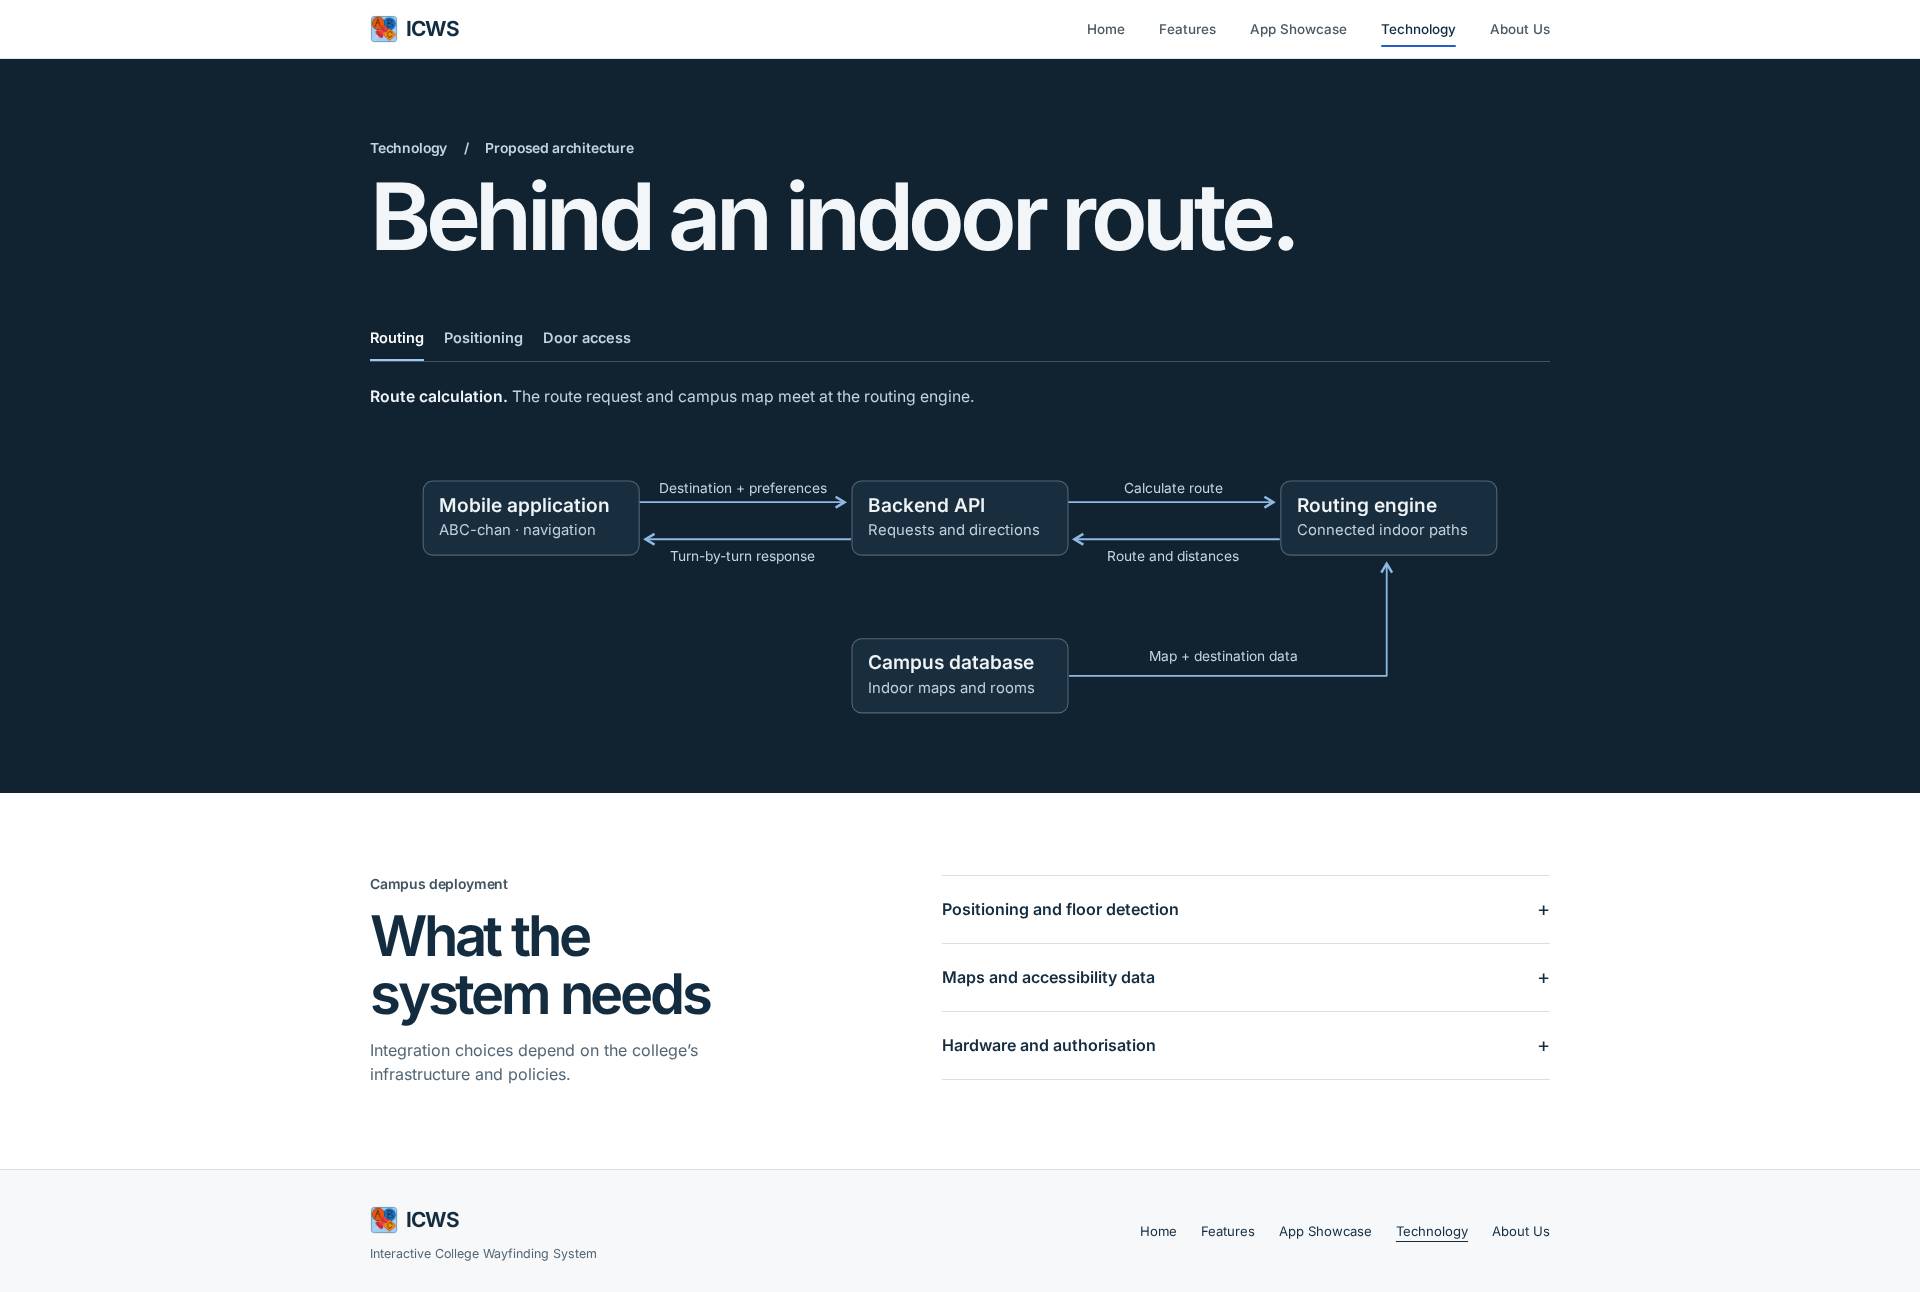 ICWS
Home Features App Showcase Technology About Us
Technology / Proposed architecture
Behind an indoor route.
Routing Positioning Door access
Route calculation. The route request and campus map meet at the routing engine.
Mobile application
ABC-chan · navigation
Destination + preferences
Turn-by-turn response
Backend API
Requests and directions
Calculate route
Route and distances
Routing engine
Connected indoor paths
Campus database
Indoor maps and rooms
Map + destination data
Campus deployment
What the
system needs
Integration choices depend on the college’s
infrastructure and policies.
Positioning and floor detection +
Maps and accessibility data +
Hardware and authorisation +
ICWS
Interactive College Wayfinding System
Home Features App Showcase Technology About Us